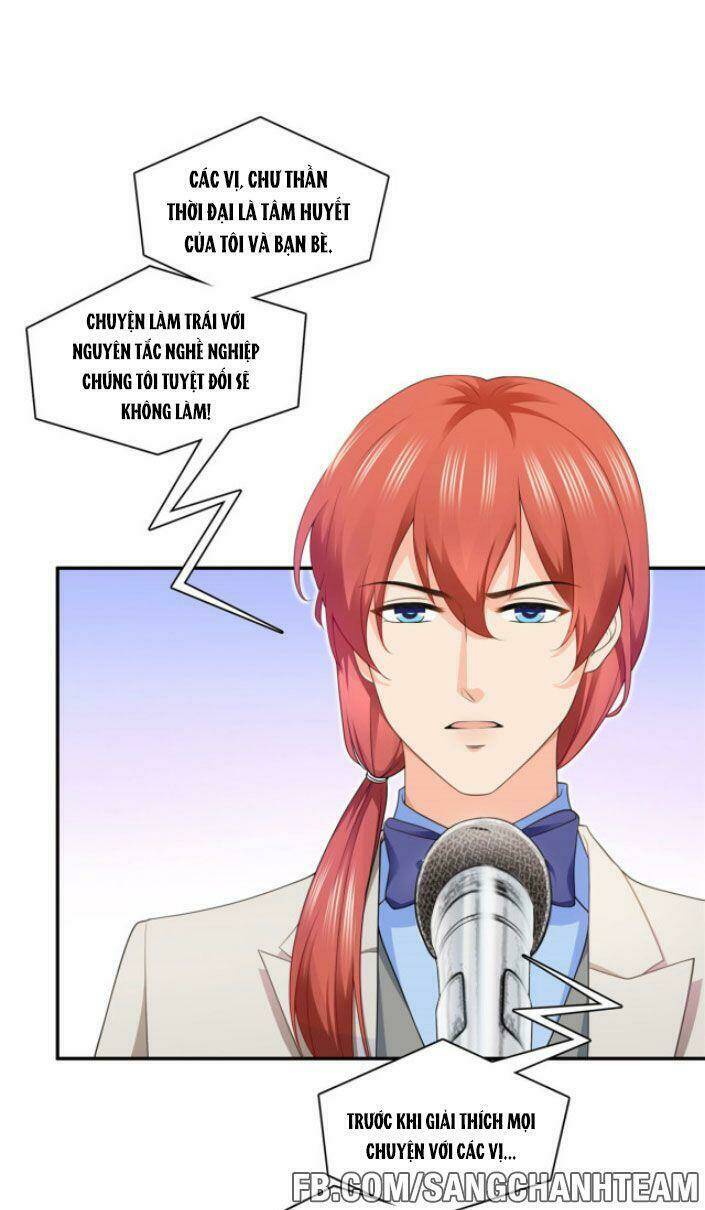 CÁC VỊ, CHƯ THẦN
THỜI ĐẠI LÀ TÂM HUYẾT
CỦA TÔI VÀ BẠN BÈ.
CHUYỆN LÀM TRÁI VỚI
NGUYÊN TẮC NGHỀ NGHIỆP
CHÚNG TÔI TUYỆT ĐỐI SẼ
KHÔNG LÀM!
TRƯỚC KHI GIẢI THÍCH MỌI
CHUYỆN VỚI CÁC VỊ...
FB.COM/SANGCHANHTEAM